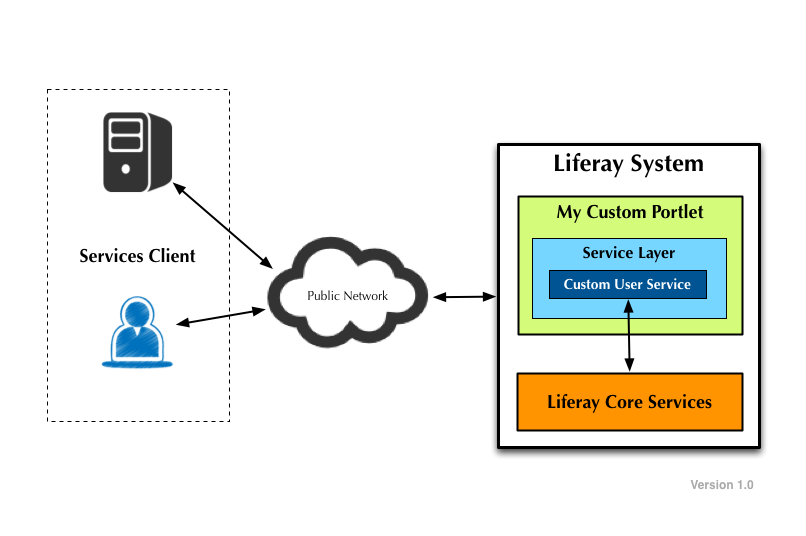 Liferay System
My Custom Portlet
Service Layer
Services Client
Custom User Service
Public Network
Liferay Core Services
Version 1.0